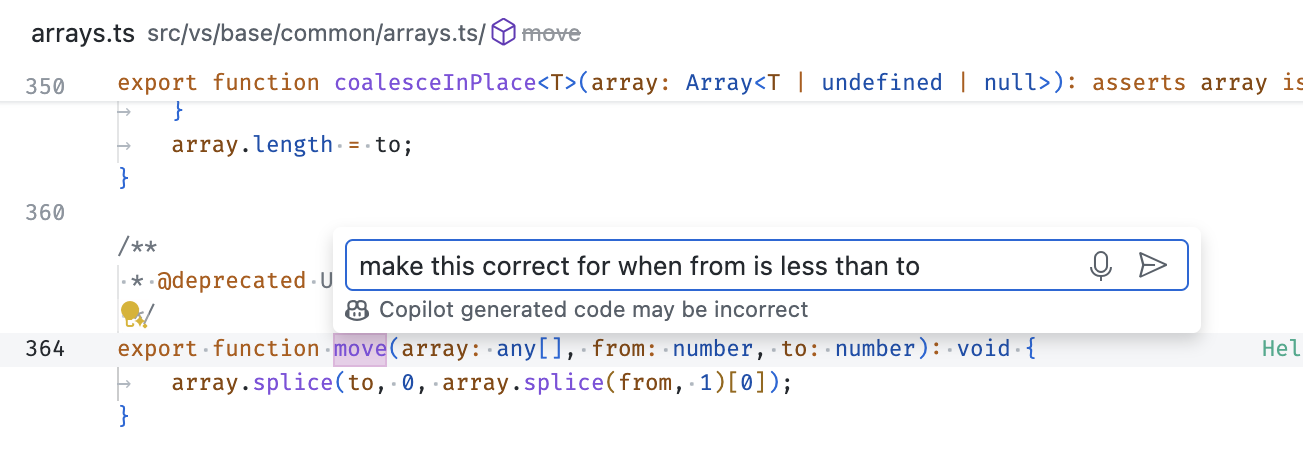 arrays.ts src/vs/base/common/arrays.ts/ move
350 export function coalesceInPlace<T>(array: Array<T | undefined | null>): asserts array is
}
array.length = to;
}
360
/**
make this correct for when from is less than to
* @deprecated U
Copilot generated code may be incorrect
*/
364 export function move(array: any[], from: number, to: number): void { Hel
array.splice(to, 0, array.splice(from, 1)[0]);
}